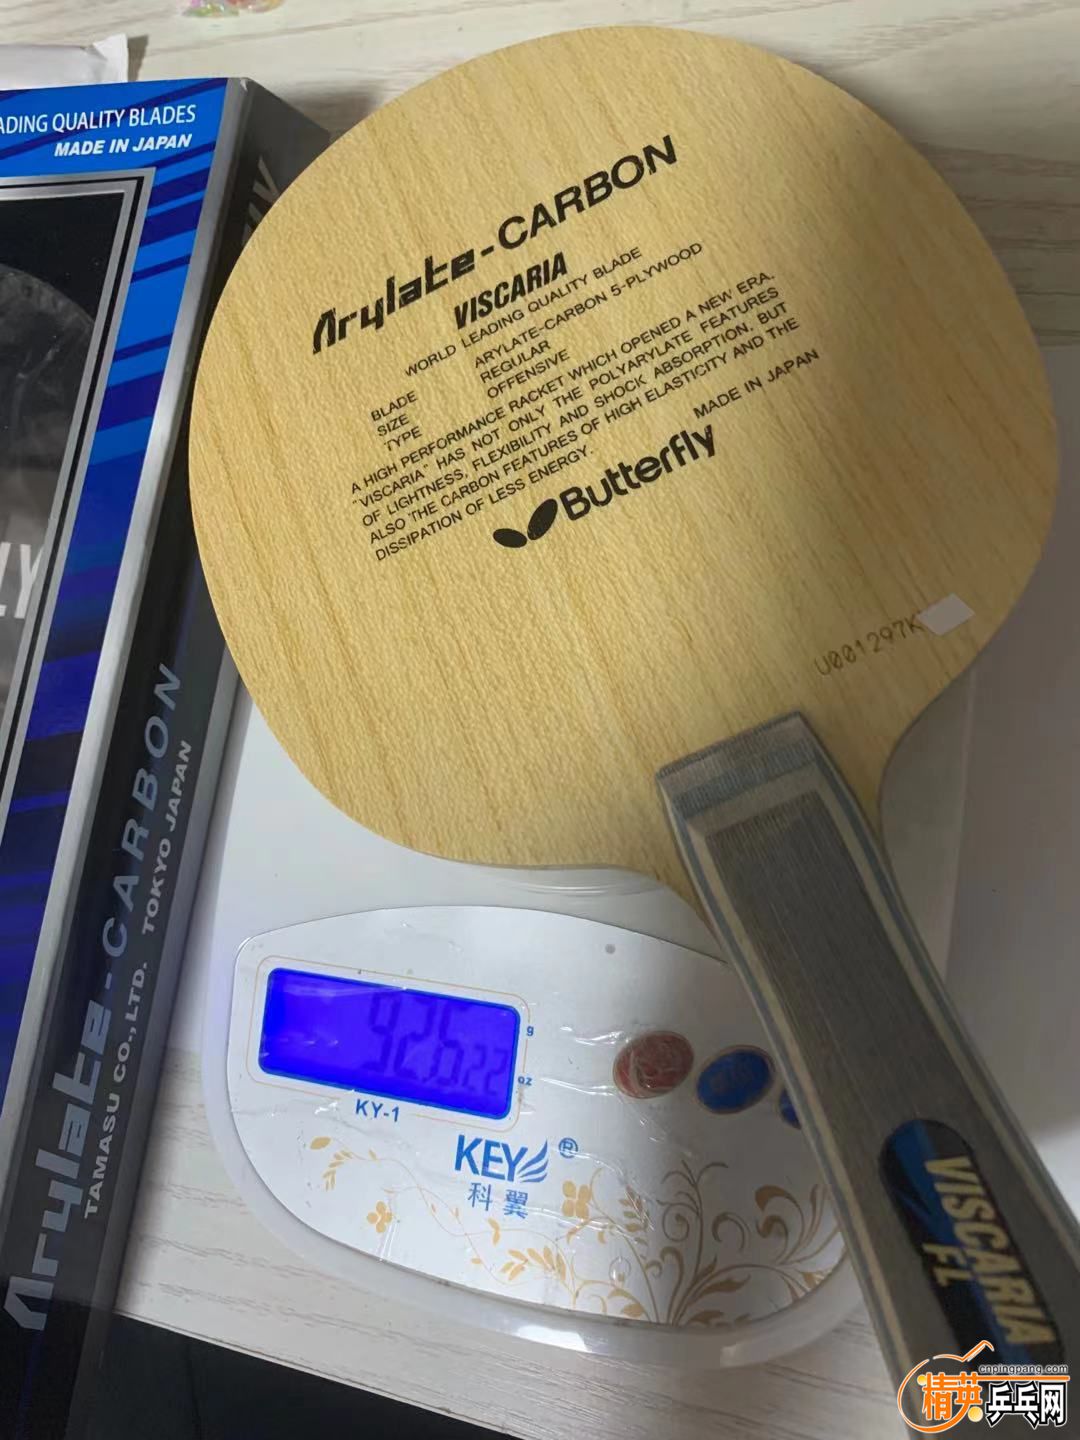 ADING QUALITY BLADES
MADE IN JAPAN
Arylate-CARBON
TAMASU CO.,LTD. TOKYO JAPAN
Arylate-CARBON
VISCARIA
WORLD LEADING QUALITY BLADE
BLADE ARYLATE-CARBON 5-PLYWOOD
SIZE REGULAR
TYPE OFFENSIVE
A HIGH PERFORMANCE RACKET WHICH OPENED A NEW ERA.
"VISCARIA" HAS NOT ONLY THE POLYARYLATE FEATURES
OF LIGHTNESS, FLEXIBILITY AND SHOCK ABSORPTION, BUT
ALSO THE CARBON FEATURES OF HIGH ELASTICITY AND THE
DISSIPATION OF LESS ENERGY.
MADE IN JAPAN
Butterfly
U001297K
g
oz
KY-1
KEY®
科翼
VISCARIA
FL
cnpingpang.com
精英乒乓网